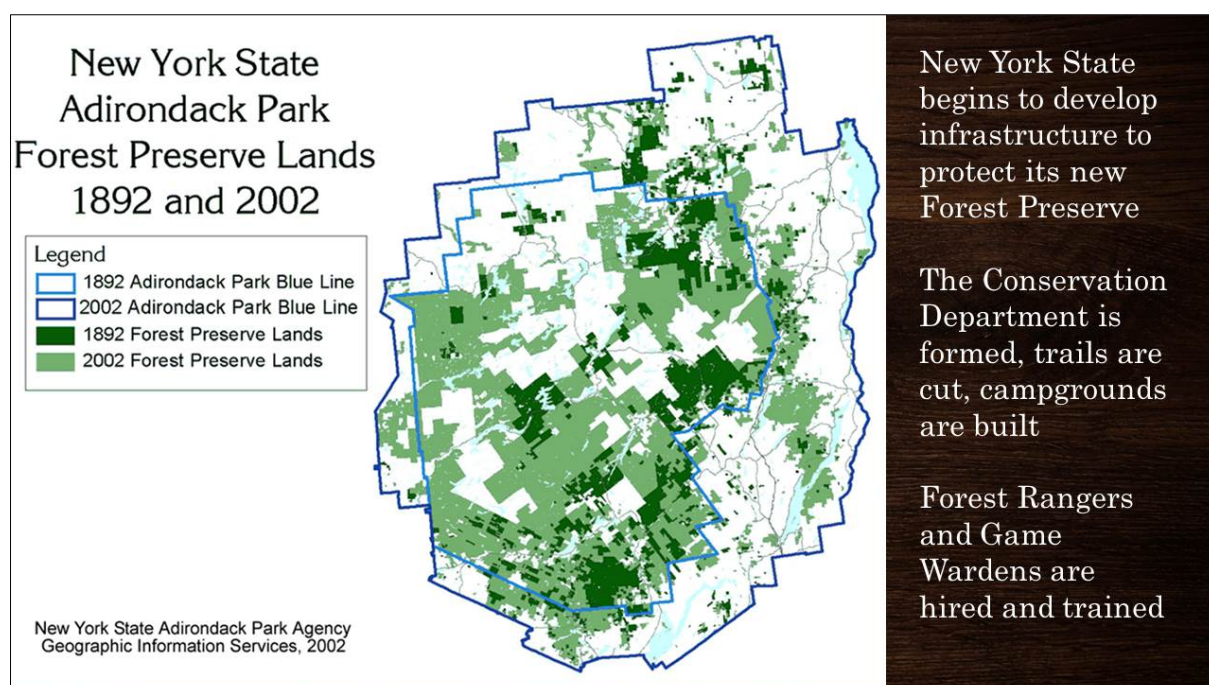 New York State
Adirondack Park
Forest Preserve Lands
1892 and 2002
Legend
1892 Adirondack Park Blue Line
2002 Adirondack Park Blue Line
1892 Forest Preserve Lands
2002 Forest Preserve Lands
New York State Adirondack Park Agency
Geographic Information Services, 2002
New York State
begins to develop
infrastructure to
protect its new
Forest Preserve
The Conservation
Department is
formed, trails are
cut, campgrounds
are built
Forest Rangers
and Game
Wardens are
hired and trained